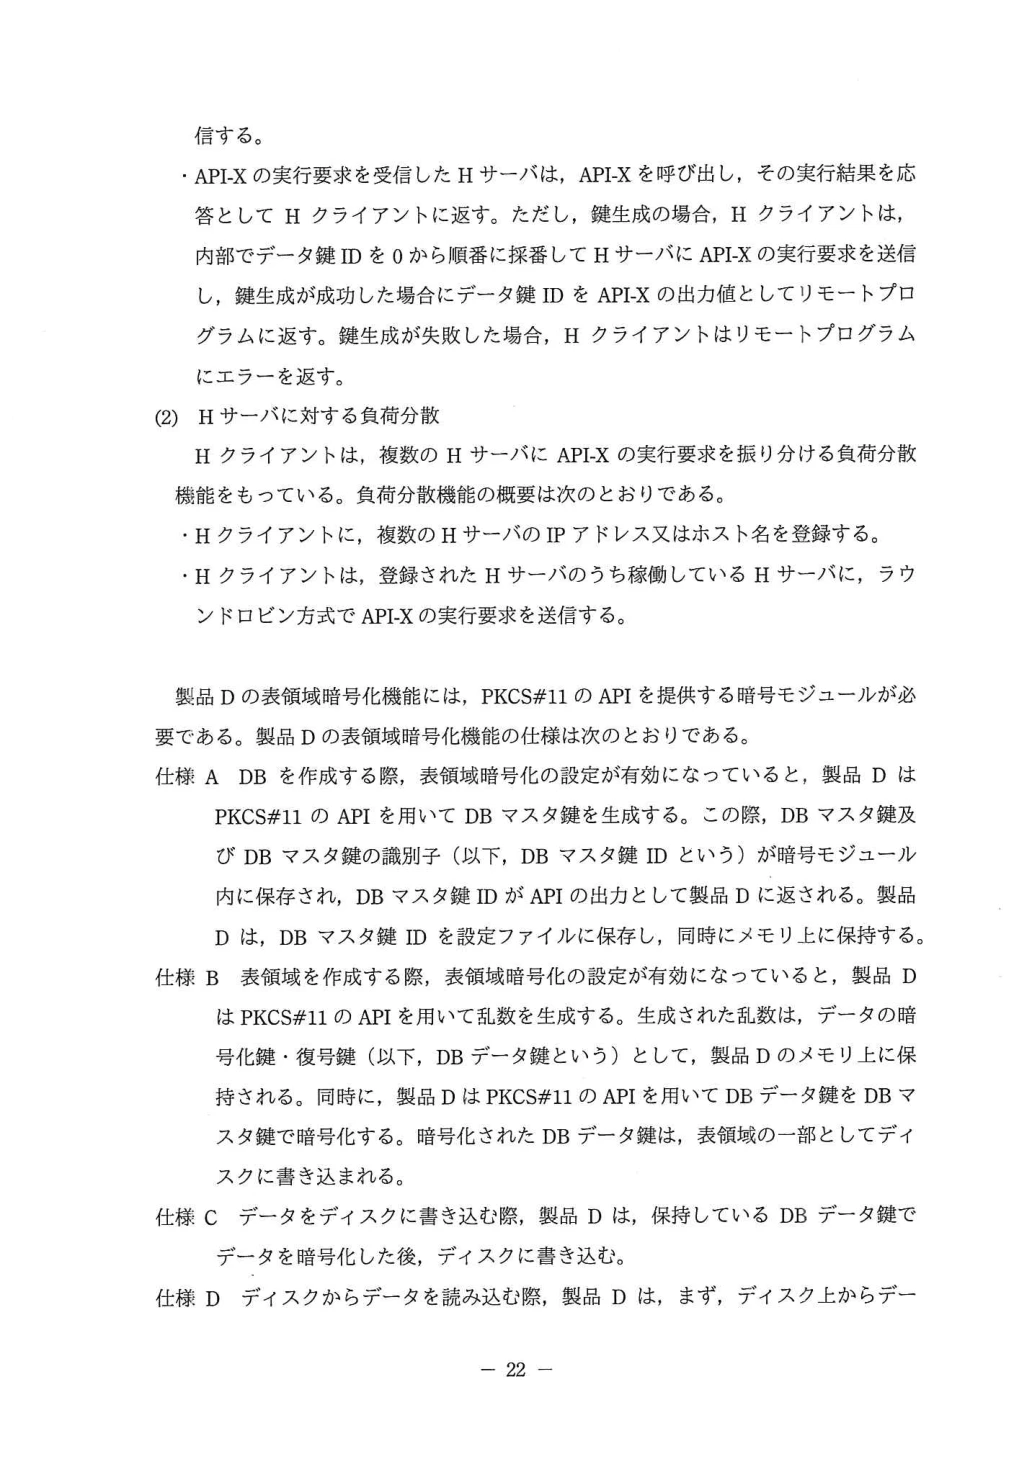 信する。
・API-X の実行要求を受信した H サーバは，API-X を呼び出し，その実行結果を応
答として H クライアントに返す。ただし，鍵生成の場合，H クライアントは，
内部でデータ鍵 ID を 0 から順番に採番して H サーバに API-X の実行要求を送信
し，鍵生成が成功した場合にデータ鍵 ID を API-X の出力値としてリモートプロ
グラムに返す。鍵生成が失敗した場合，H クライアントはリモートプログラム
にエラーを返す。
(2) H サーバに対する負荷分散
H クライアントは，複数の H サーバに API-X の実行要求を振り分ける負荷分散
機能をもっている。負荷分散機能の概要は次のとおりである。
・H クライアントに，複数の H サーバの IP アドレス又はホスト名を登録する。
・H クライアントは，登録された H サーバのうち稼働している H サーバに，ラウ
ンドロビン方式で API-X の実行要求を送信する。
製品 D の表領域暗号化機能には，PKCS#11 の API を提供する暗号モジュールが必
要である。製品 D の表領域暗号化機能の仕様は次のとおりである。
仕様 A DB を作成する際，表領域暗号化の設定が有効になっていると，製品 D は
PKCS#11 の API を用いて DB マスタ鍵を生成する。この際，DB マスタ鍵及
び DB マスタ鍵の識別子（以下，DB マスタ鍵 ID という）が暗号モジュール
内に保存され，DB マスタ鍵 ID が API の出力として製品 D に返される。製品
D は，DB マスタ鍵 ID を設定ファイルに保存し，同時にメモリ上に保持する。
仕様 B 表領域を作成する際，表領域暗号化の設定が有効になっていると，製品 D
は PKCS#11 の API を用いて乱数を生成する。生成された乱数は，データの暗
号化鍵・復号鍵（以下，DB データ鍵という）として，製品 D のメモリ上に保
持される。同時に，製品 D は PKCS#11 の API を用いて DB データ鍵を DB マ
スタ鍵で暗号化する。暗号化された DB データ鍵は，表領域の一部としてディ
スクに書き込まれる。
仕様 C データをディスクに書き込む際，製品 D は，保持している DB データ鍵で
データを暗号化した後，ディスクに書き込む。
仕様 D ディスクからデータを読み込む際，製品 D は，まず，ディスク上からデー
－ 22 －